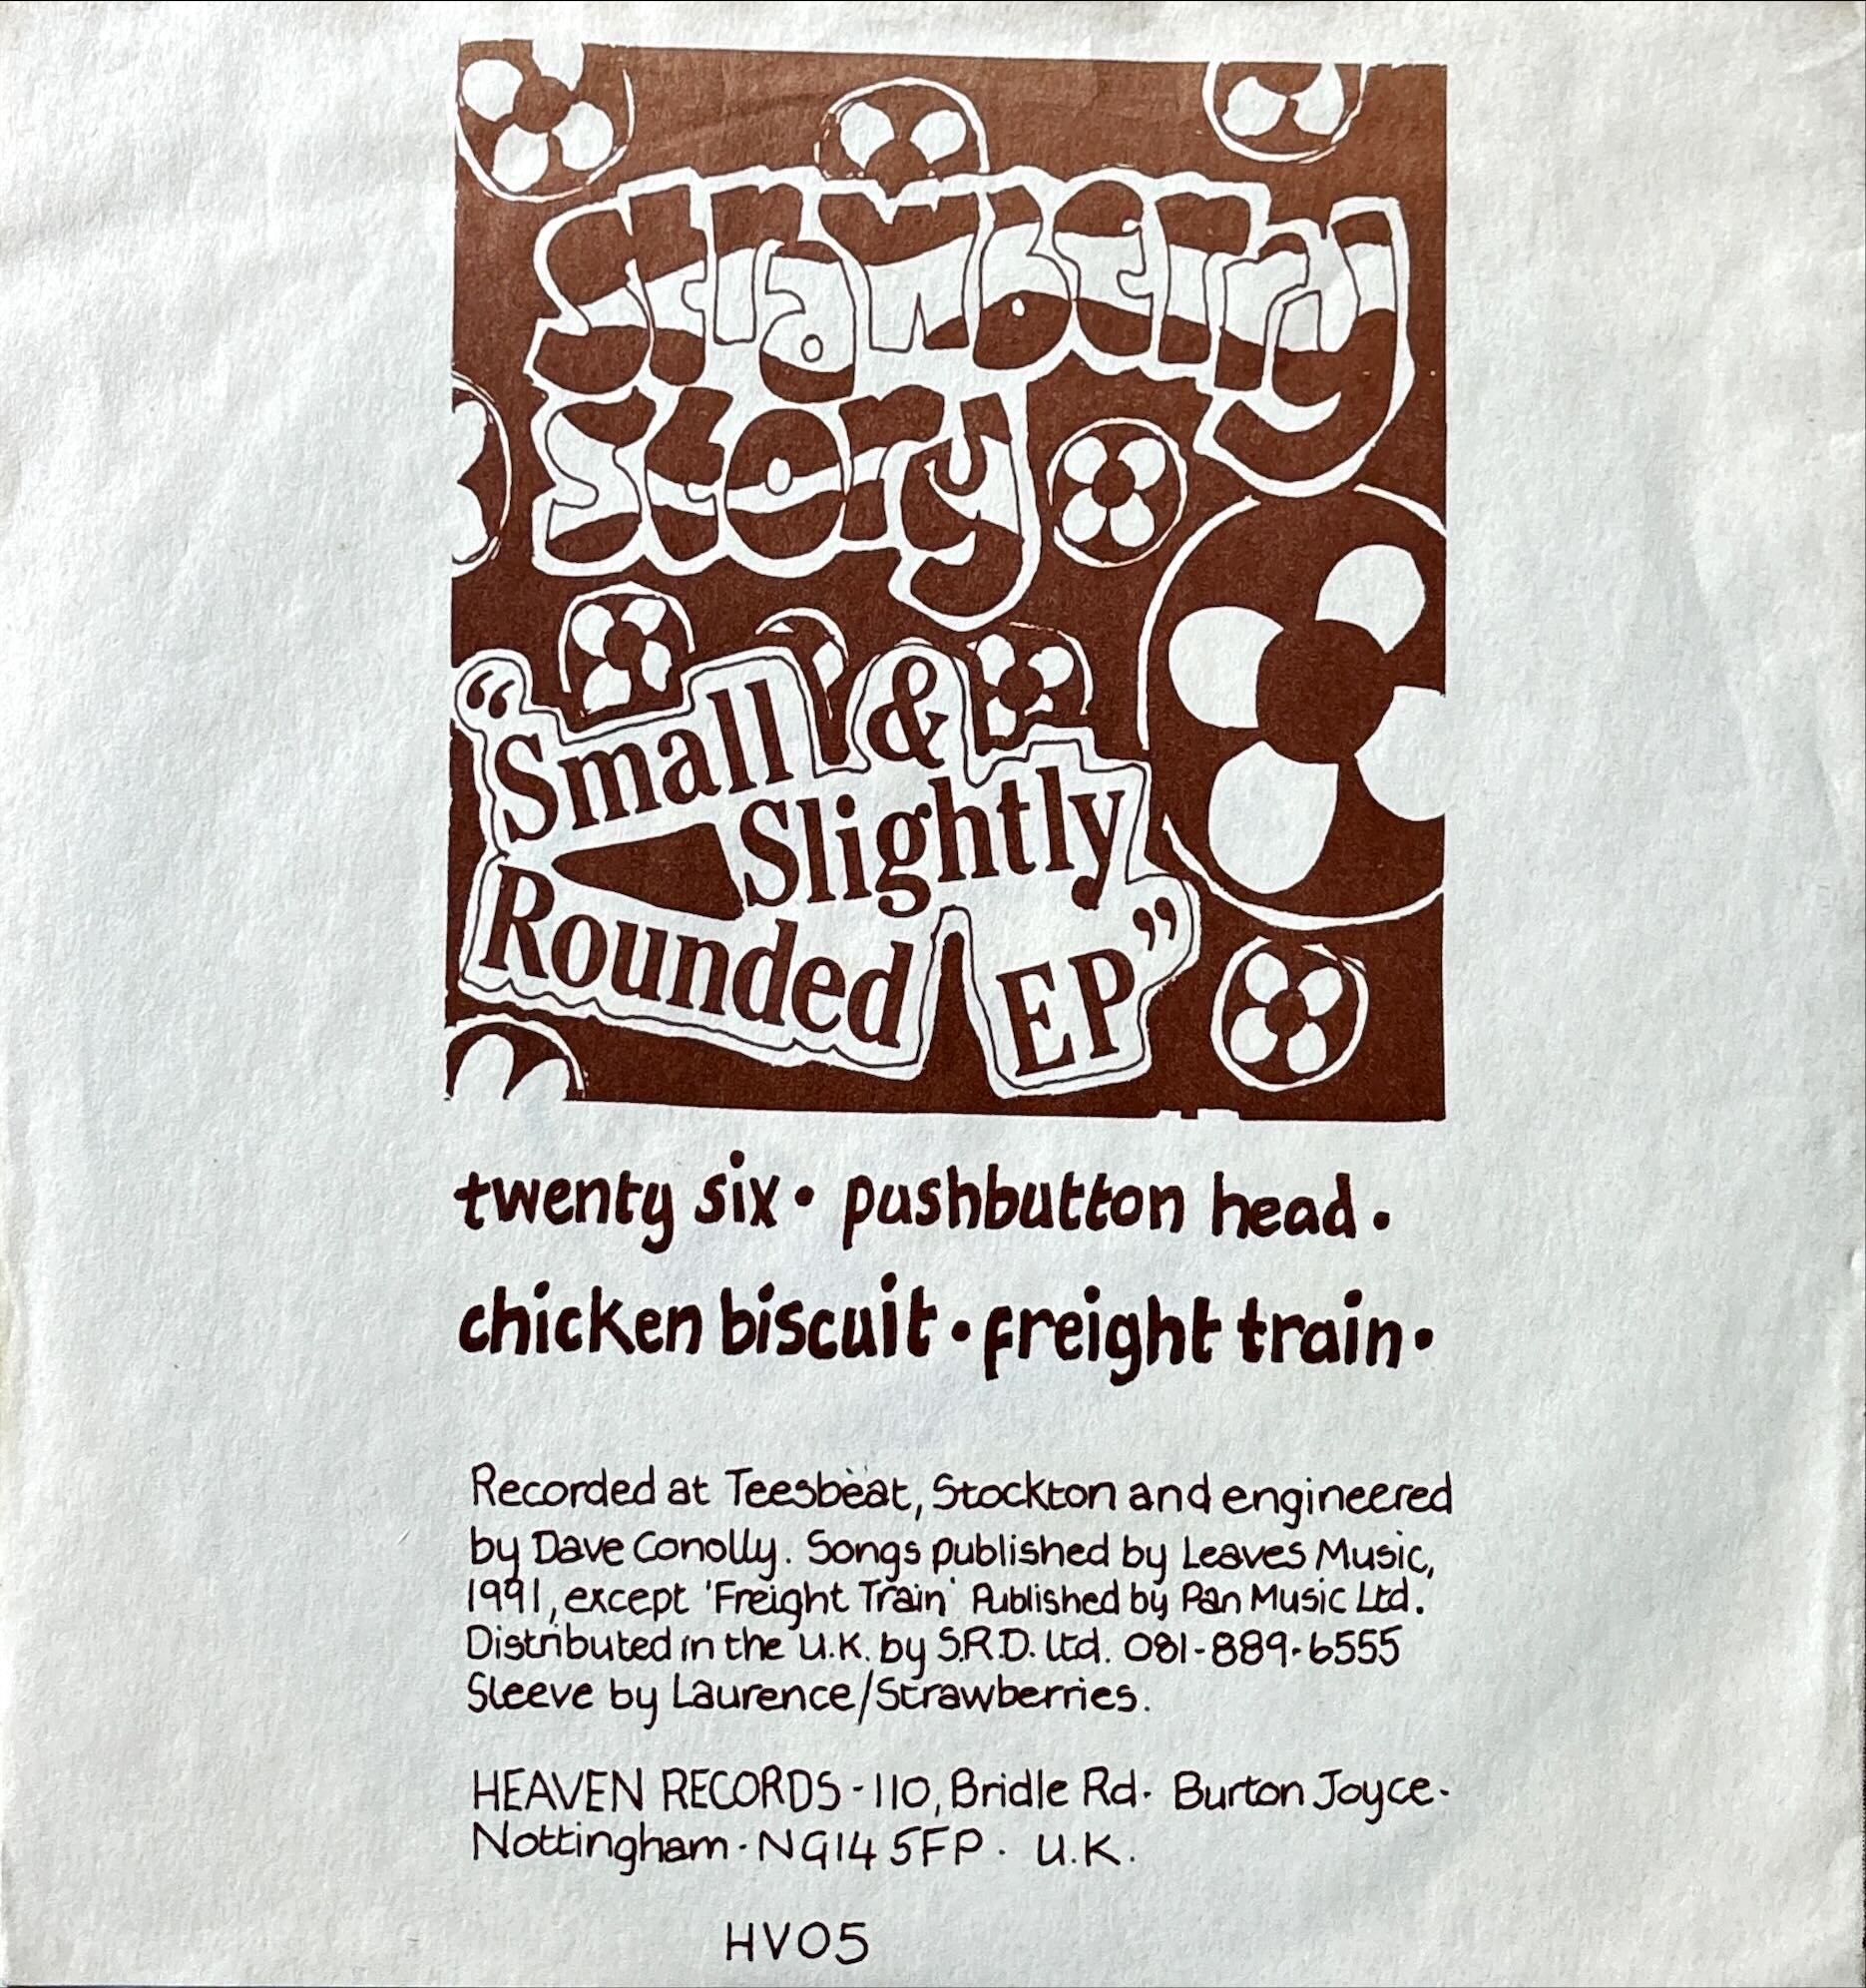 Strawberry
Story
“Small &
Slightly
Rounded EP”
twenty six • pushbutton head •
chicken biscuit • freight train •
Recorded at Teesbeat, Stockton and engineered
by Dave Conolly. Songs published by Leaves Music,
1991, except 'Freight Train' Published by Pan Music Ltd.
Distributed in the U.K. by S.R.D. Ltd. 081-889-6555
Sleeve by Laurence/Strawberries.
HEAVEN RECORDS - 110, Bridle Rd. Burton Joyce.
Nottingham. NG14 5FP. U.K.
HV05